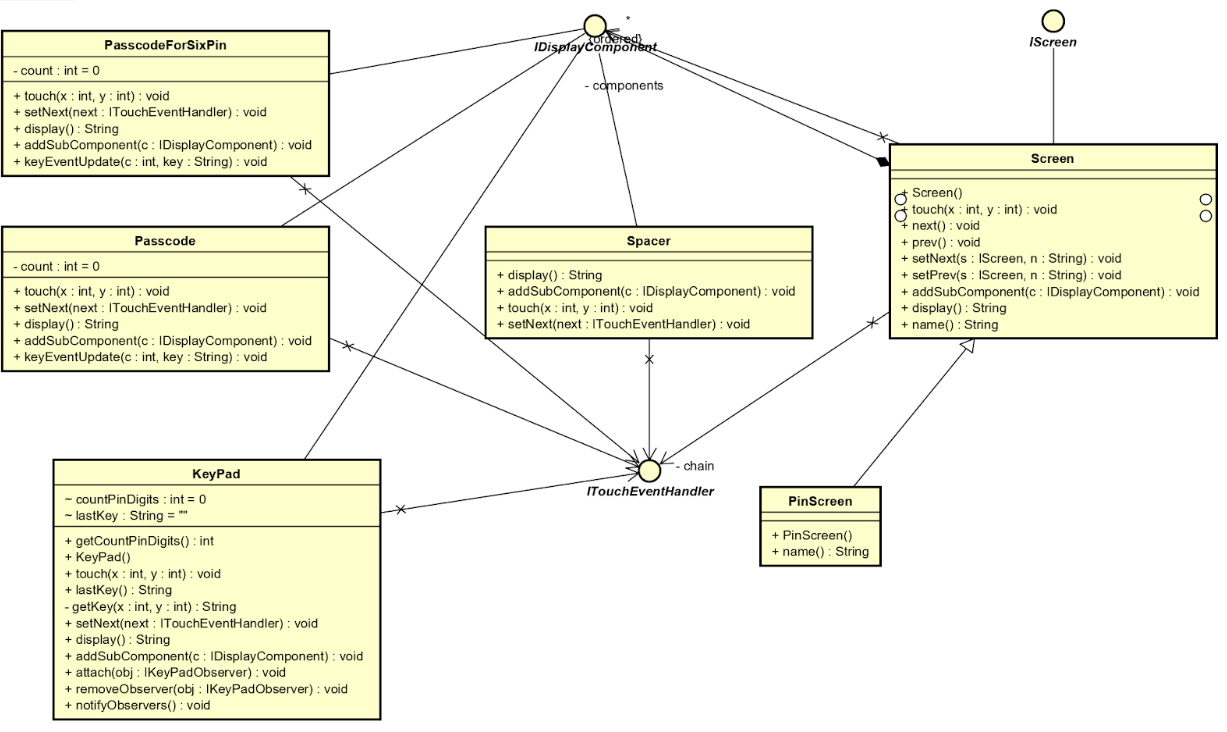 *
{ordered}
IDisplayComponent
- components
IScreen
PasscodeForSixPin
- count : int = 0
+ touch(x : int, y : int) : void
+ setNext(next : ITouchEventHandler) : void
+ display() : String
+ addSubComponent(c : IDisplayComponent) : void
+ keyEventUpdate(c : int, key : String) : void
Screen
+ Screen()
+ touch(x : int, y : int) : void
+ next() : void
+ prev() : void
+ setNext(s : IScreen, n : String) : void
+ setPrev(s : IScreen, n : String) : void
+ addSubComponent(c : IDisplayComponent) : void
+ display() : String
+ name() : String
Passcode
- count : int = 0
+ touch(x : int, y : int) : void
+ setNext(next : ITouchEventHandler) : void
+ display() : String
+ addSubComponent(c : IDisplayComponent) : void
+ keyEventUpdate(c : int, key : String) : void
Spacer
+ display() : String
+ addSubComponent(c : IDisplayComponent) : void
+ touch(x : int, y : int) : void
+ setNext(next : ITouchEventHandler) : void
- chain
ITouchEventHandler
KeyPad
~ countPinDigits : int = 0
~ lastKey : String = ""
+ getCountPinDigits() : int
+ KeyPad()
+ touch(x : int, y : int) : void
+ lastKey() : String
- getKey(x : int, y : int) : String
+ setNext(next : ITouchEventHandler) : void
+ display() : String
+ addSubComponent(c : IDisplayComponent) : void
+ attach(obj : IKeyPadObserver) : void
+ removeObserver(obj : IKeyPadObserver) : void
+ notifyObservers() : void
PinScreen
+ PinScreen()
+ name() : String